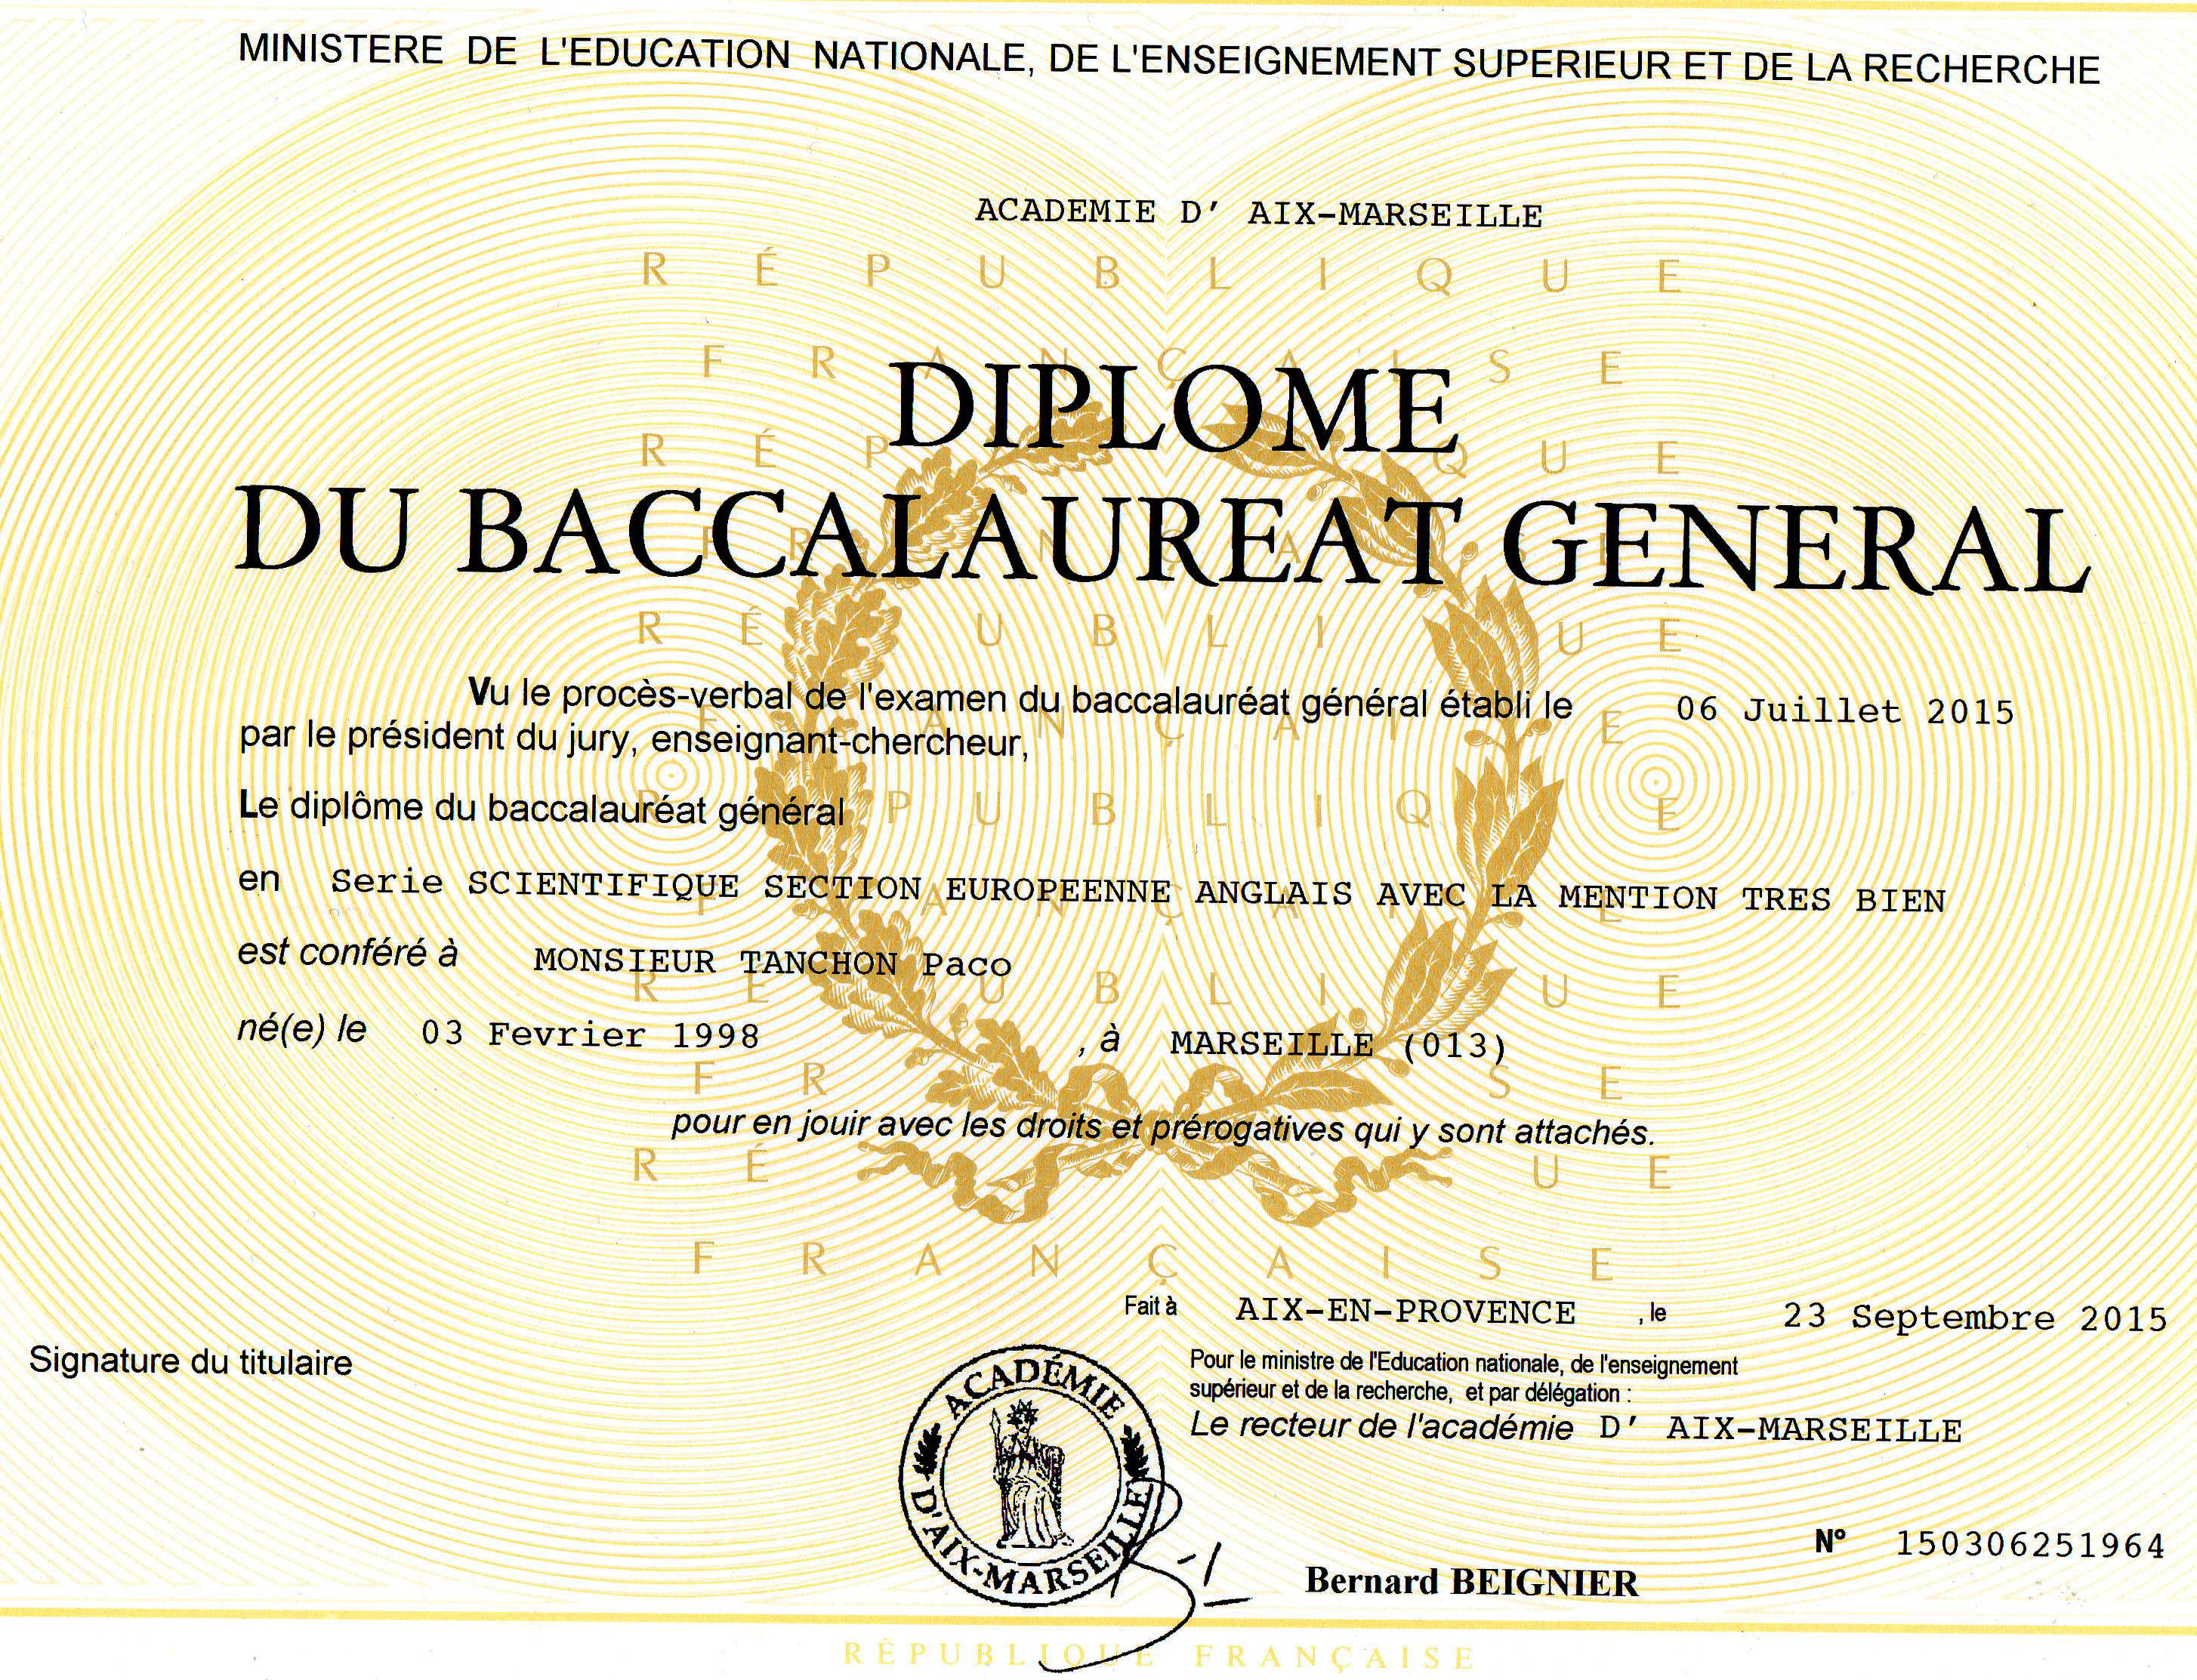 MINISTERE DE L'EDUCATION NATIONALE, DE L'ENSEIGNEMENT SUPERIEUR ET DE LA RECHERCHE
ACADEMIE D' AIX-MARSEILLE
RÉPUBLIQUE
FRANÇAISE
DIPLOME
DU BACCALAUREAT GENERAL
Vu le procès-verbal de l'examen du baccalauréat général établi le 06 Juillet 2015
par le président du jury, enseignant-chercheur,
Le diplôme du baccalauréat général
en Serie SCIENTIFIQUE SECTION EUROPEENNE ANGLAIS AVEC LA MENTION TRES BIEN
est conféré à MONSIEUR TANCHON Paco
né(e) le 03 Fevrier 1998 , à MARSEILLE (013)
pour en jouir avec les droits et prérogatives qui y sont attachés.
FRANÇAISE
Fait à AIX-EN-PROVENCE , le 23 Septembre 2015
Signature du titulaire
Pour le ministre de l'Education nationale, de l'enseignement
supérieur et de la recherche, et par délégation :
Le recteur de l'académie D' AIX-MARSEILLE
ACADÉMIE D'AIX-MARSEILLE
N° 150306251964
Bernard BEIGNIER
RÉPUBLIQUE FRANÇAISE